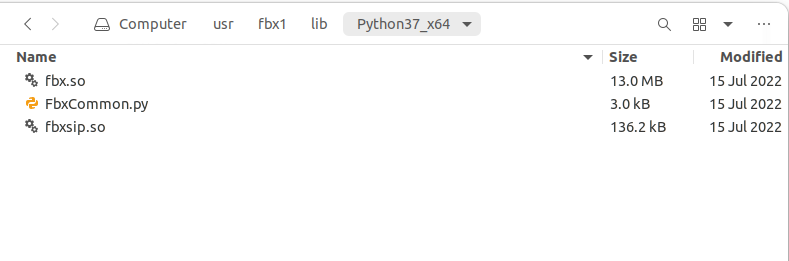 Computer usr fbx1 lib Python37_x64
Name Size Modified
fbx.so 13.0 MB 15 Jul 2022
FbxCommon.py 3.0 kB 15 Jul 2022
fbxsip.so 136.2 kB 15 Jul 2022